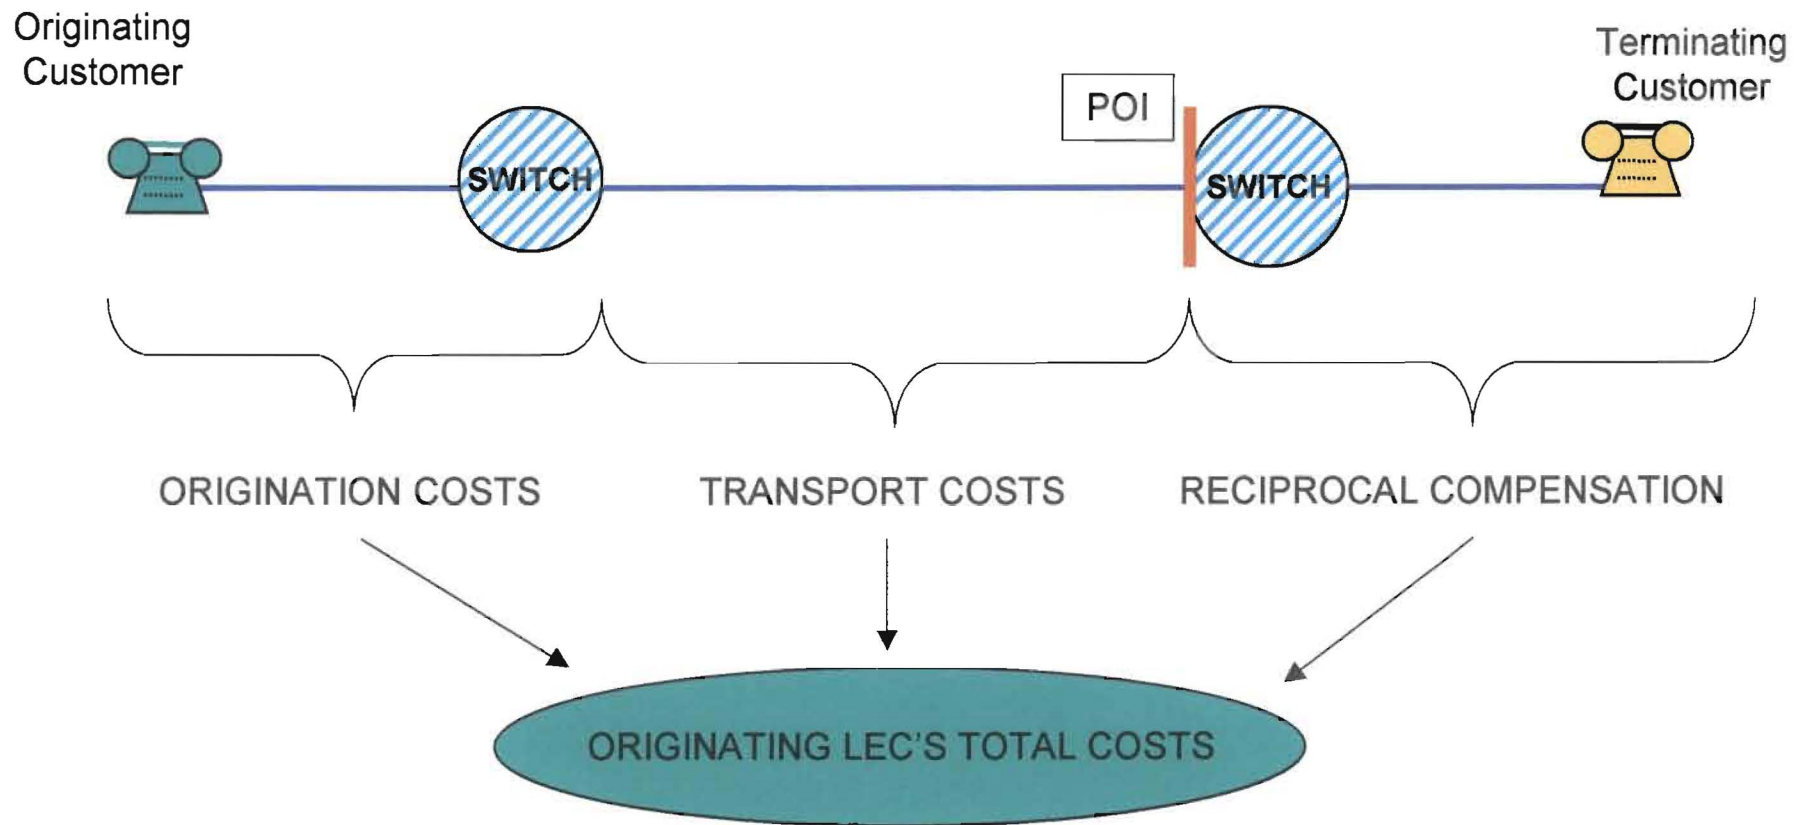 Originating
Customer
Terminating
Customer
POI
SWITCH
SWITCH
ORIGINATION COSTS
TRANSPORT COSTS
RECIPROCAL COMPENSATION
ORIGINATING LEC'S TOTAL COSTS